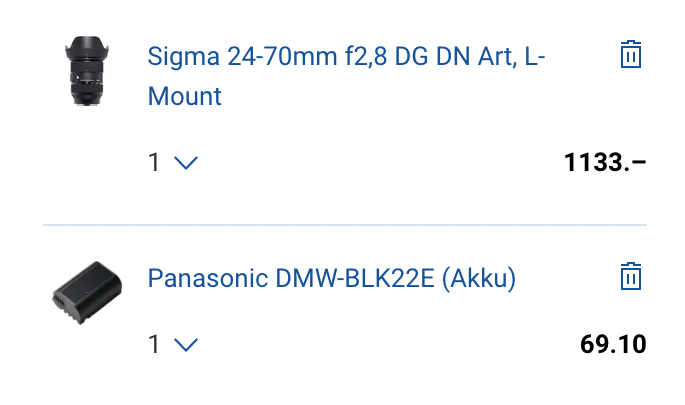 Sigma 24-70mm f2,8 DG DN Art, L-
Mount
1
1133.–
Panasonic DMW-BLK22E (Akku)
1
69.10